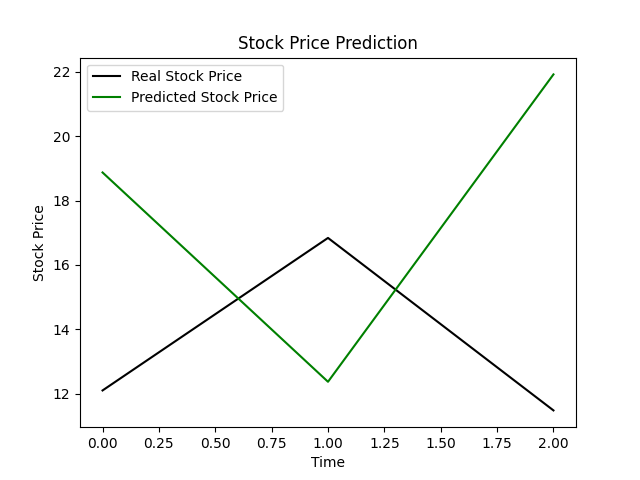 Stock Price Prediction
Real Stock Price
Predicted Stock Price
Stock Price
22
20
18
16
14
12
0.00 0.25 0.50 0.75 1.00 1.25 1.50 1.75 2.00
Time